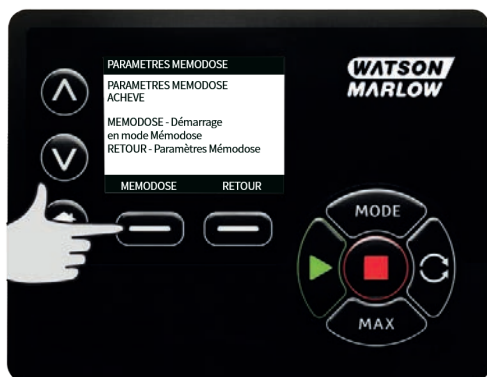 PARAMETRES MEMODOSE
PARAMETRES MEMODOSE
ACHEVE
MEMODOSE - Démarrage
en mode Mémodose
RETOUR - Paramètres Mémodose
MEMODOSE RETOUR
WATSON
MARLOW
MODE
MAX